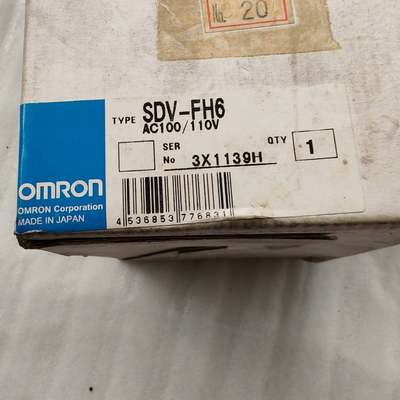 No. 20
TYPE SDV-FH6
AC100/110V
SER
No 3X1139H
QTY 1
OMRON
OMRON Corporation
MADE IN JAPAN
4 536853 776831